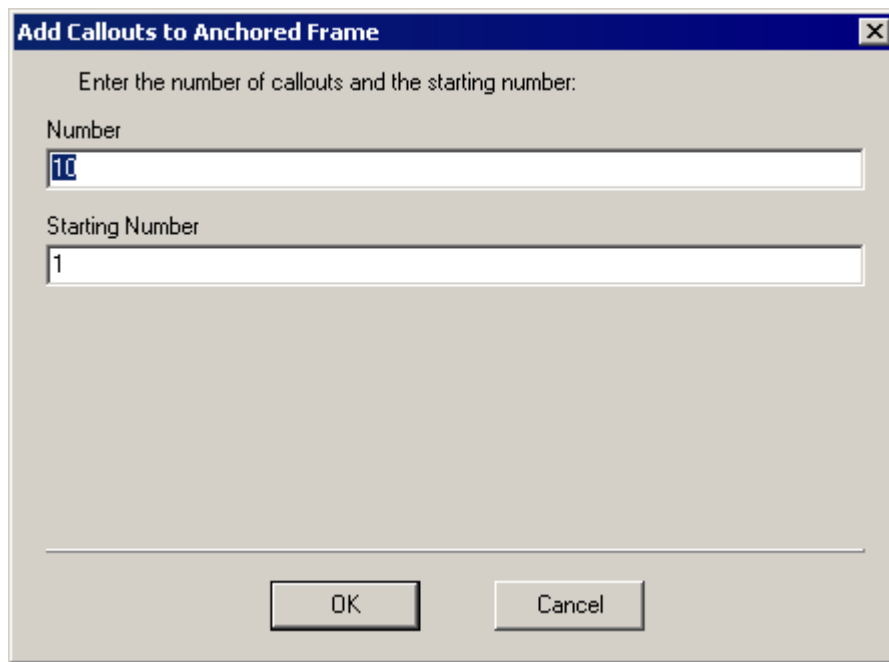 Add Callouts to Anchored Frame
Enter the number of callouts and the starting number:
Number
10
Starting Number
1
OK Cancel